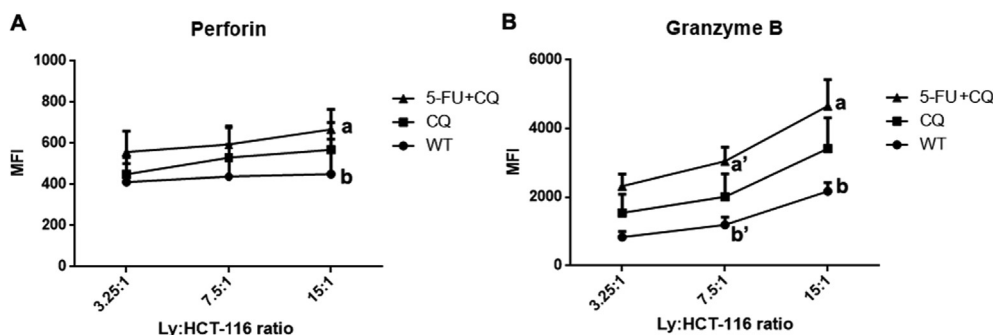 A
Perforin
1000
800
600
400
200
0
MFI
3.25:1
7.5:1
15:1
Ly:HCT-116 ratio
a
b
5-FU+CQ
CQ
WT
B
Granzyme B
6000
4000
2000
0
MFI
3.25:1
7.5:1
15:1
Ly:HCT-116 ratio
a
a’
b
b’
5-FU+CQ
CQ
WT